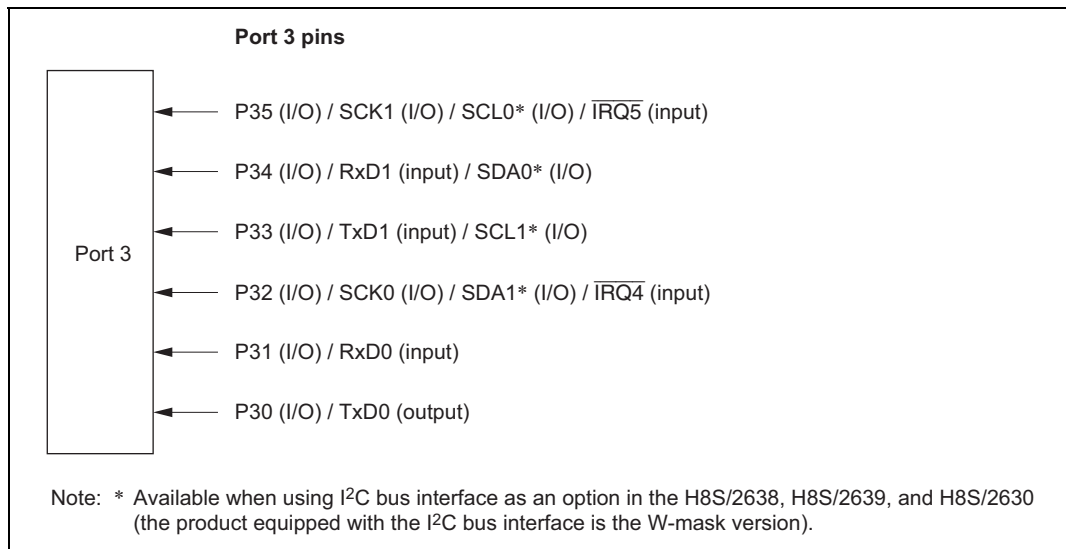 Port 3 pins
P35 (I/O) / SCK1 (I/O) / SCL0* (I/O) / I̅R̅Q̅5̅ (input)
P34 (I/O) / RxD1 (input) / SDA0* (I/O)
P33 (I/O) / TxD1 (input) / SCL1* (I/O)
Port 3
P32 (I/O) / SCK0 (I/O) / SDA1* (I/O) / I̅R̅Q̅4̅ (input)
P31 (I/O) / RxD0 (input)
P30 (I/O) / TxD0 (output)
Note: * Available when using I²C bus interface as an option in the H8S/2638, H8S/2639, and H8S/2630
(the product equipped with the I²C bus interface is the W-mask version).